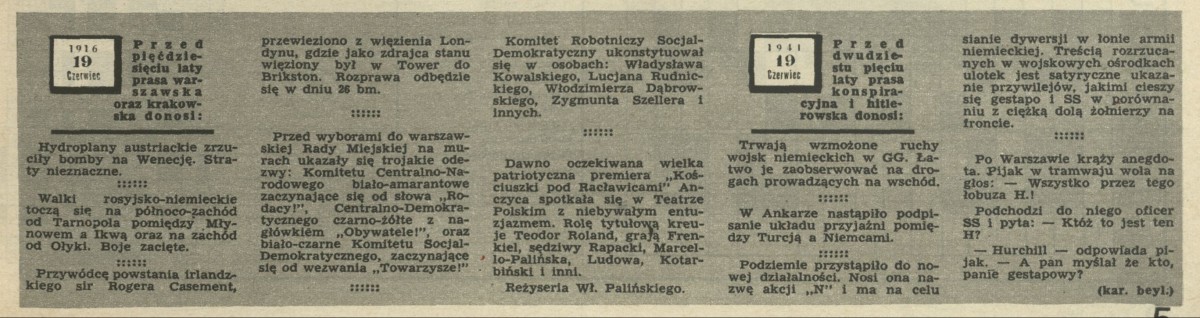 1916
19
Czerwiec
Przed
pięćdzie-
sięciu laty
prasa war-
szawska
oraz krakow-
ska donosi:
Hydroplany austriackie zrzu-
ciły bomby na Wenecję. Stra-
ty nieznaczne.
::::::
Walki rosyjsko-niemieckie
toczą się na północo-zachód
od Tarnopola pomiędzy Mły-
nowem a Ikwą oraz na zachód
od Ołyki. Boje zacięte.
::::::
Przywódcę powstania irlandz-
kiego sir Rogera Casement,
przewieziono z więzienia Lon-
dynu, gdzie jako zdrajca stanu
więziony był w Tower do
Brikston. Rozprawa odbędzie
się w dniu 26 bm.
::::::
Przed wyborami do warszaw-
skiej Rady Miejskiej na mu-
rach ukazały się trojakie ode-
zwy: Komitetu Centralno-Na-
rodowego biało-amarantowe
zaczynające się od słowa „Ro-
dacy!”, Centralno-Demokra-
tycznego czarno-żółte z na-
główkiem „Obywatele!”, oraz
biało-czarne Komitetu Socjal-
Demokratycznego, zaczynające
się od wezwania „Towarzysze!”
::::::
Komitet Robotniczy Socjal-
Demokratyczny ukonstytuował
się w osobach: Władysława
Kowalskiego, Lucjana Rudnic-
kiego, Włodzimierza Dąbrow-
skiego, Zygmunta Szellera i
innych.
::::::
Dawno oczekiwana wielka
patriotyczna premiera „Koś-
ciuszki pod Racławicami” An-
czyca spotkała się w Teatrze
Polskim z niebywałym entu-
zjazmem. Rolę tytułową kreu-
je Teodor Roland, grają Fren-
kiel, sędziwy Rapacki, Marcel-
lo-Palińska, Ludowa, Kotar-
biński i inni.
Reżyseria Wł. Palińskiego.
1941
19
Czerwiec
Przed
dwudzie-
stu pięciu
laty prasa
konspira-
cyjna i hitle-
rowska donosi:
Trwają wzmożone ruchy
wojsk niemieckich w GG. Ła-
two je zaobserwować na dro-
gach prowadzących na wschód.
::::::
W Ankarze nastąpiło podpi-
sanie układu przyjaźni pomię-
dzy Turcją a Niemcami.
::::::
Podziemie przystąpiło do no-
wej działalności. Nosi ona na-
zwę akcji „N” i ma na celu
sianie dywersji w łonie armii
niemieckiej. Treścią rozrzuca-
nych w wojskowych ośrodkach
ulotek jest satyryczne ukaza-
nie przywilejów, jakimi cieszy
się gestapo i SS w porówna-
niu z ciężką dolą żołnierzy na
froncie.
::::::
Po Warszawie krąży anegdo-
ta. Pijak w tramwaju woła na
głos: — Wszystko przez tego
łobuza H.!
Podchodzi do niego oficer
SS i pyta: — Któż to jest ten
H?
— Hurchill — odpowiada pi-
jak. — A pan myślał że kto,
panie gestapowy?
(kar. beyl.)